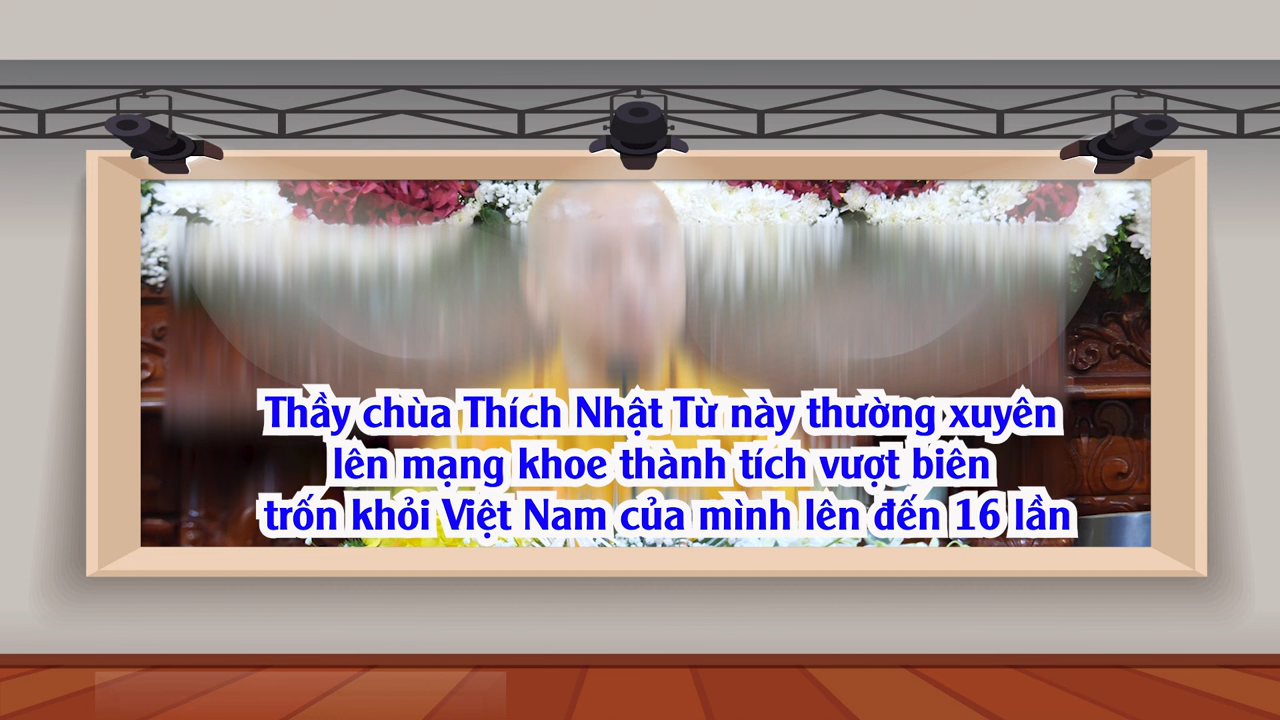 Thầy chùa Thích Nhật Từ này thường xuyên
lên mạng khoe thành tích vượt biên
trốn khỏi Việt Nam của mình lên đến 16 lần